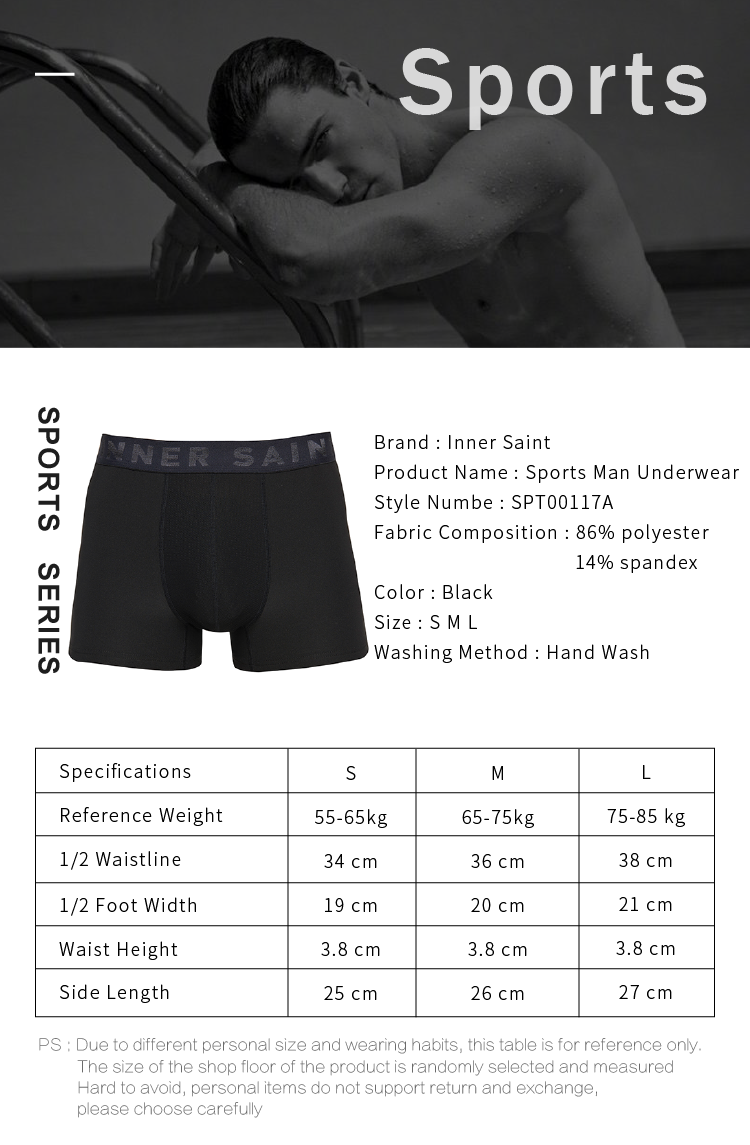 Sports
SPORTS SERIES
INNER SAIN
Brand : Inner Saint
Product Name : Sports Man Underwear
Style Numbe : SPT00117A
Fabric Composition : 86% polyester
14% spandex
Color : Black
Size : S M L
Washing Method : Hand Wash
Specifications S M L
Reference Weight 55-65kg 65-75kg 75-85 kg
1/2 Waistline 34 cm 36 cm 38 cm
1/2 Foot Width 19 cm 20 cm 21 cm
Waist Height 3.8 cm 3.8 cm 3.8 cm
Side Length 25 cm 26 cm 27 cm
PS : Due to different personal size and wearing habits, this table is for reference only.
The size of the shop floor of the product is randomly selected and measured
Hard to avoid, personal items do not support return and exchange,
please choose carefully